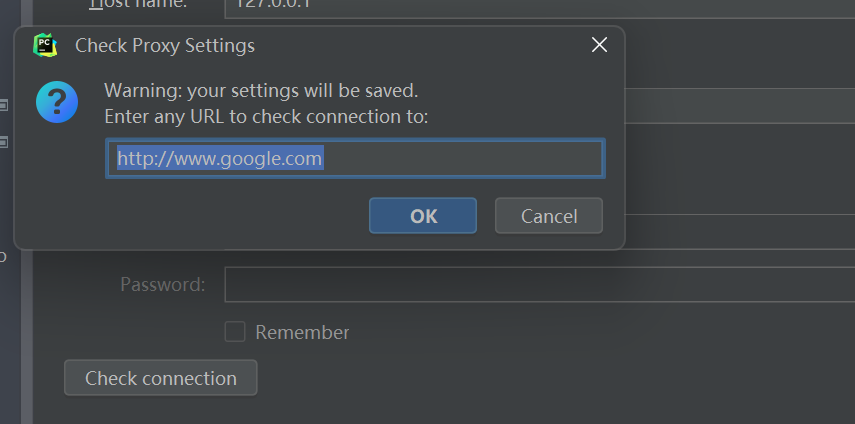 Host name:
127.0.0.1
PC
Check Proxy Settings
?
Warning: your settings will be saved.
Enter any URL to check connection to:
http://www.google.com
OK
Cancel
Password:
Remember
Check connection